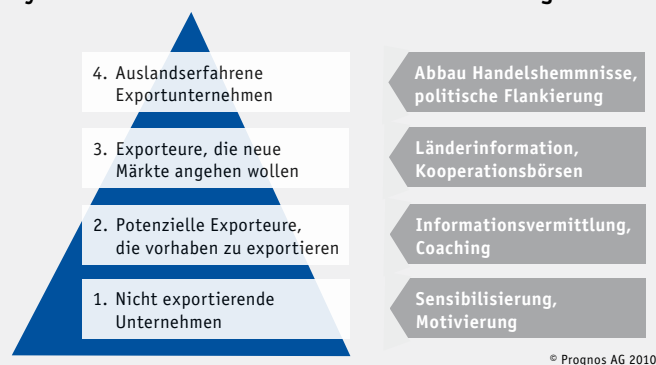 4. Auslandserfahrene
Exportunternehmen
Abbau Handelshemmnisse,
politische Flankierung
3. Exporteure, die neue
Märkte angehen wollen
Länderinformation,
Kooperationsbörsen
2. Potenzielle Exporteure,
die vorhaben zu exportieren
Informationsvermittlung,
Coaching
1. Nicht exportierende
Unternehmen
Sensibilisierung,
Motivierung
© Prognos AG 2010